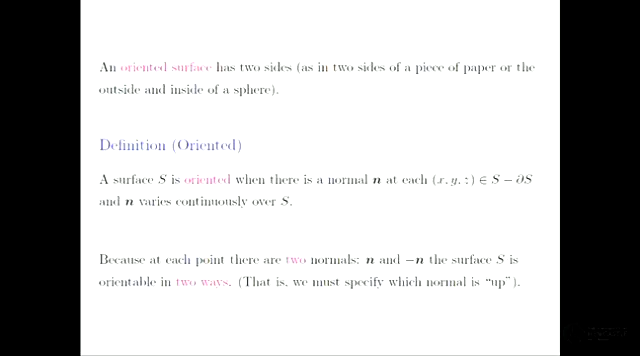 An oriented surface has two sides (as in two sides of a piece of paper or the
outside and inside of a sphere).
Definition (Oriented)
A surface S is oriented when there is a normal n at each (x, y, z) ∈ S − ∂S
and n varies continuously over S.
Because at each point there are two normals: n and −n the surface S is
orientable in two ways. (That is, we must specify which normal is “up”).